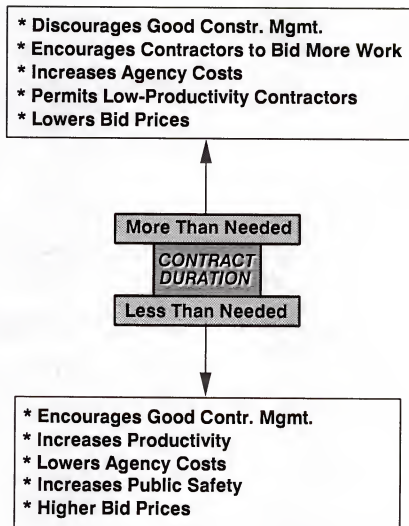 * Discourages Good Constr. Mgmt.
* Encourages Contractors to Bid More Work
* Increases Agency Costs
* Permits Low-Productivity Contractors
* Lowers Bid Prices
More Than Needed
CONTRACT
DURATION
Less Than Needed
* Encourages Good Contr. Mgmt.
* Increases Productivity
* Lowers Agency Costs
* Increases Public Safety
* Higher Bid Prices